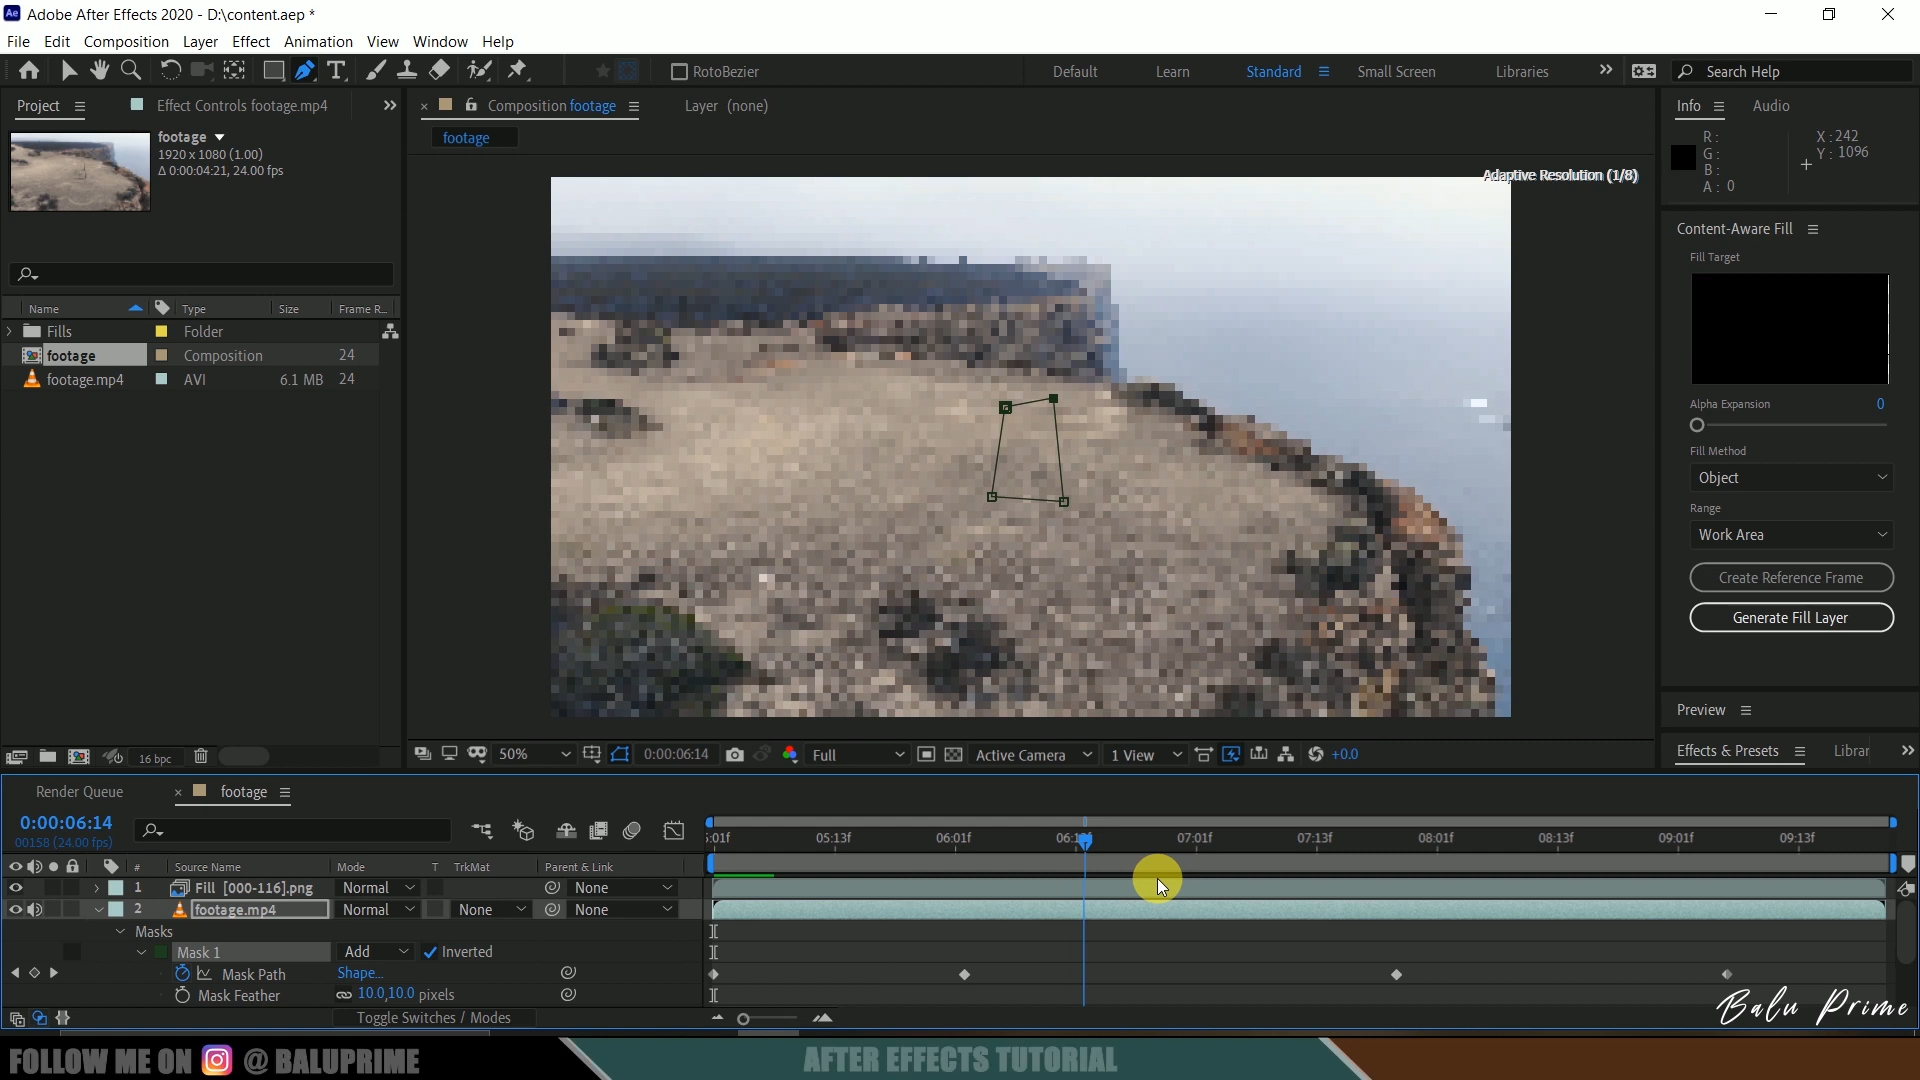 Ae Adobe After Effects 2020 - D:\content.aep *
File Edit Composition Layer Effect Animation View Window Help
RotoBezier
Default Learn Standard Small Screen Libraries
Search Help
Project
Effect Controls footage.mp4
footage
1920 x 1080 (1.00)
Δ 0:00:04:21, 24.00 fps
Name Type Size Frame R...
Fills Folder
footage Composition 24
footage.mp4 AVI 6.1 MB 24
16 bpc
Composition footage
Layer (none)
footage
Adaptive Resolution (1/8)
50%
0:00:06:14
Full
Active Camera
1 View
+0.0
Info
Audio
R :
G :
B :
A : 0
X : 242
Y : 1096
Content-Aware Fill
Fill Target
Alpha Expansion 0
Fill Method
Object
Range
Work Area
Create Reference Frame
Generate Fill Layer
Preview
Effects & Presets
Librar
Render Queue
footage
0:00:06:14
00158 (24.00 fps)
05:13f 06:01f 07:01f 07:13f 08:01f 08:13f 09:01f 09:13f
# Source Name Mode T TrkMat Parent & Link
1 Fill [000-116].png Normal None
2 footage.mp4 Normal None None
Masks
Mask 1 Add Inverted
Mask Path Shape...
Mask Feather 10.0,10.0 pixels
Toggle Switches / Modes
Balu Prime
FOLLOW ME ON @ BALUPRIME
AFTER EFFECTS TUTORIAL